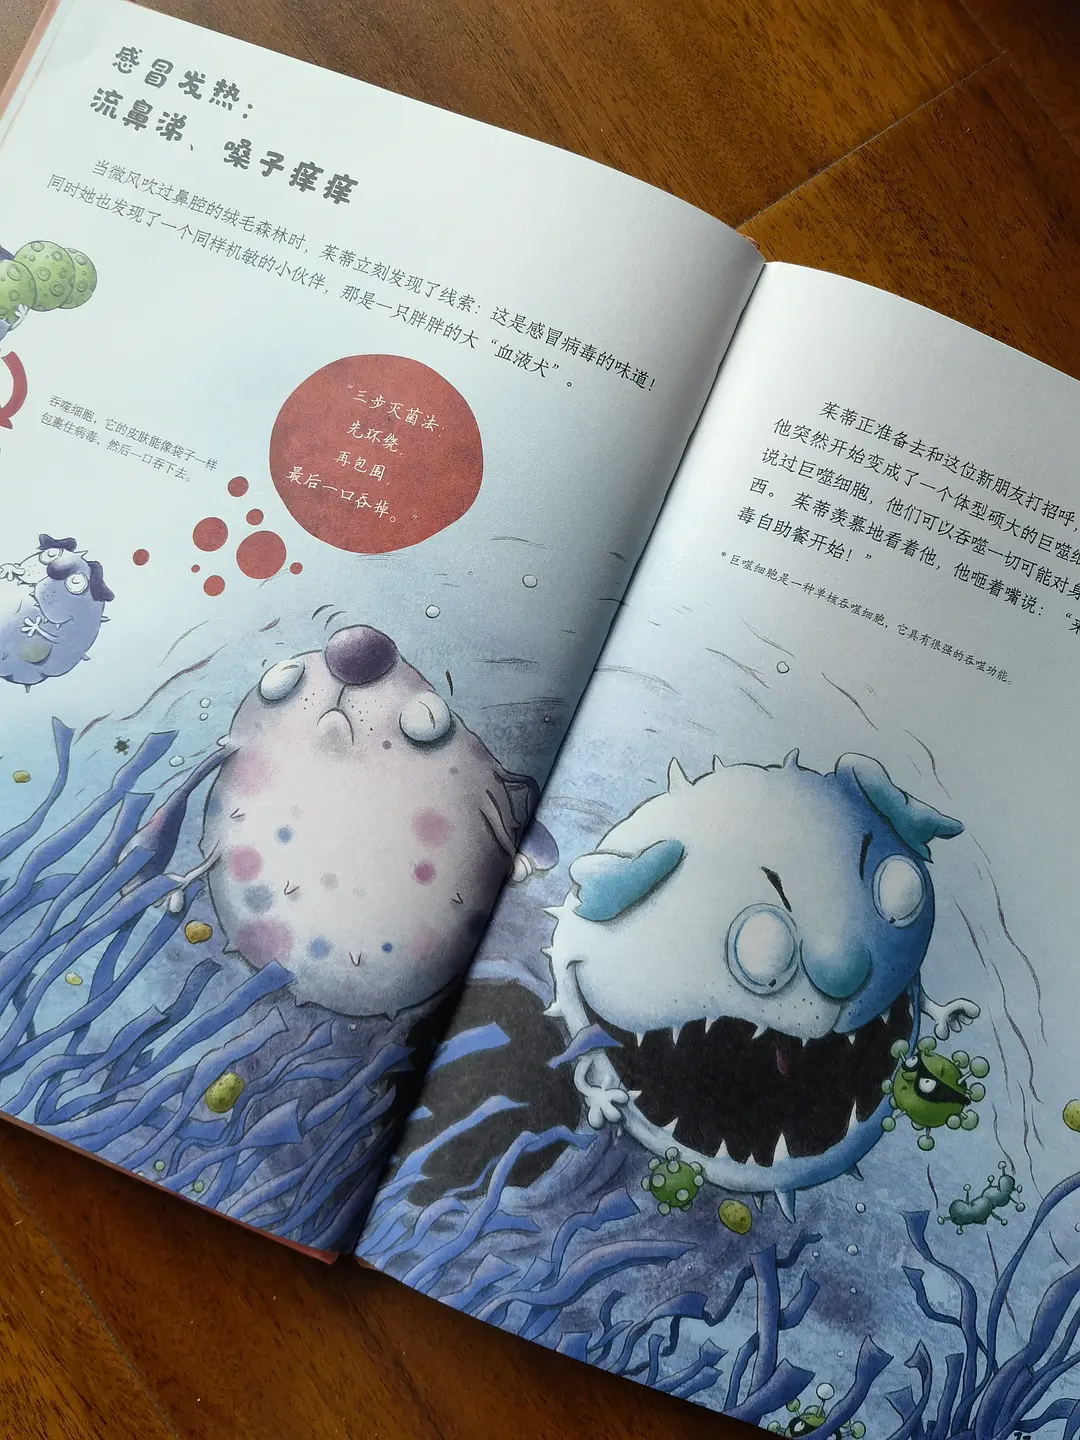 感冒发热：
流鼻涕、嗓子痒痒
当微风吹过鼻腔的绒毛森林时，茱蒂立刻发现了线索：这是感冒病毒的味道！
同时她也发现了一个同样机敏的小伙伴，那是一只胖胖的大“血液犬”。
“三步灭菌法：
先环绕，
再包围，
最后一口吞掉。”
吞噬细胞，它的皮肤能像袋子一样
包裹住病毒，然后一口吞下去。
茱蒂正准备去和这位新朋友打招呼，
他突然开始变成了一个体型硕大的巨噬细
说过巨噬细胞，他们可以吞噬一切可能对身
西。茱蒂羡慕地看着他，他咂着嘴说：“来
毒自助餐开始！”
*巨噬细胞是一种单核吞噬细胞，它具有很强的吞噬功能。